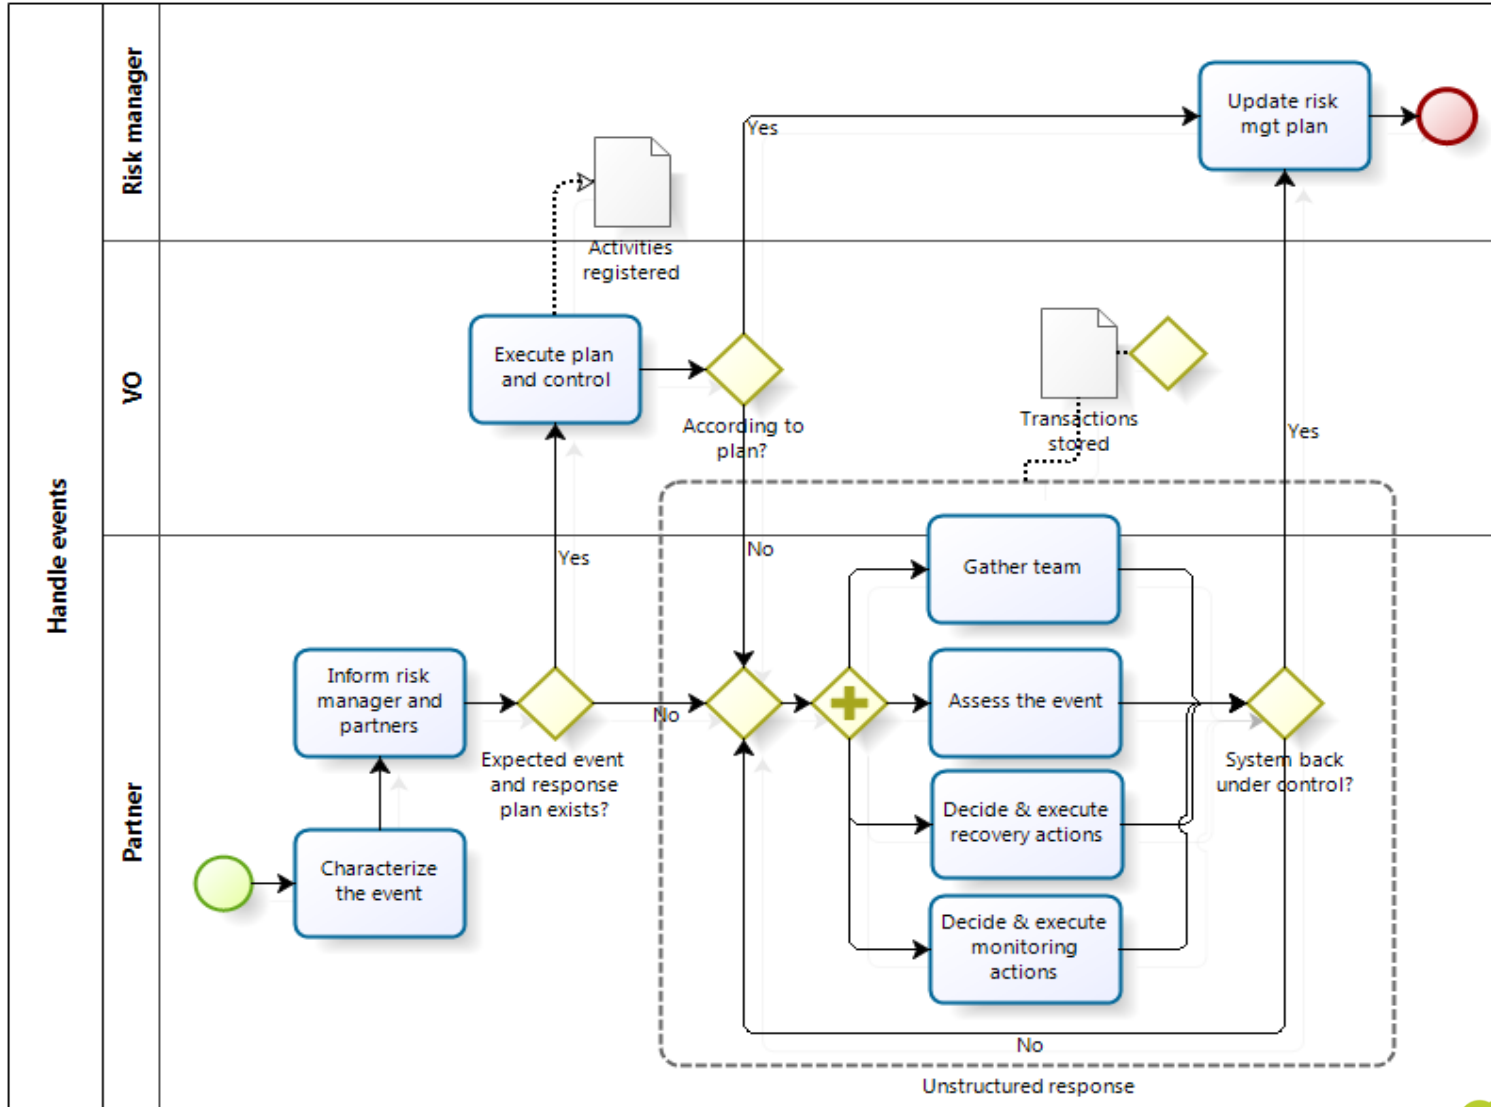 Handle events
Risk manager
VO
Partner
Update risk
mgt plan
Yes
Activities
registered
Execute plan
and control
According to
plan?
Transactions
stored
Yes
No
Yes
Gather team
Inform risk
manager and
partners
No
Expected event
and response
plan exists?
Assess the event
System back
under control?
Decide & execute
recovery actions
Characterize
the event
Decide & execute
monitoring
actions
No
Unstructured response